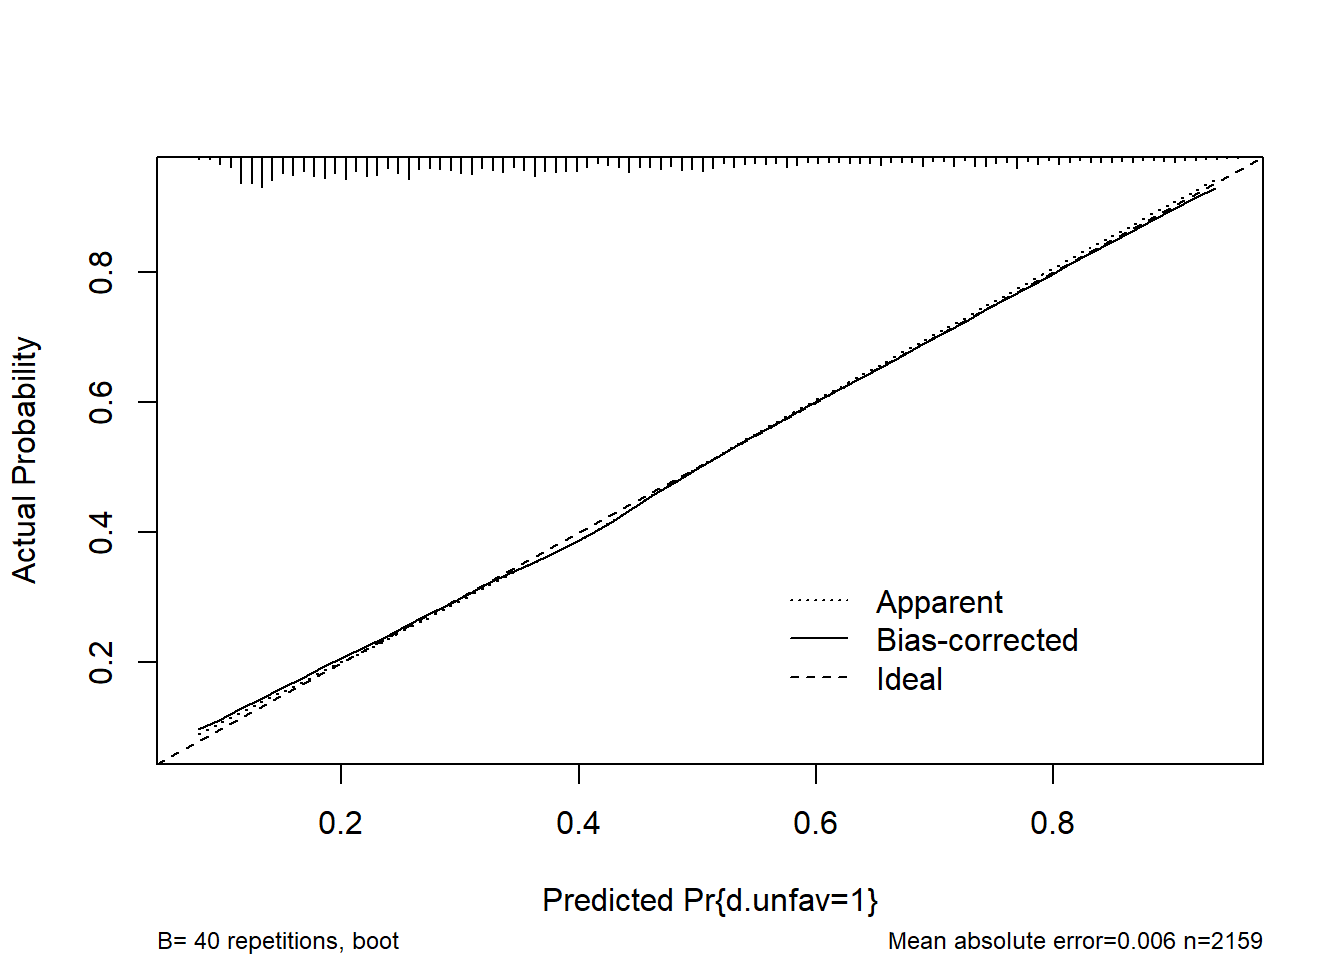 Actual Probability
0.8
0.6
0.4
0.2
Apparent
Bias-corrected
Ideal
0.2 0.4 0.6 0.8
Predicted Pr{d.unfav=1}
B= 40 repetitions, boot
Mean absolute error=0.006 n=2159